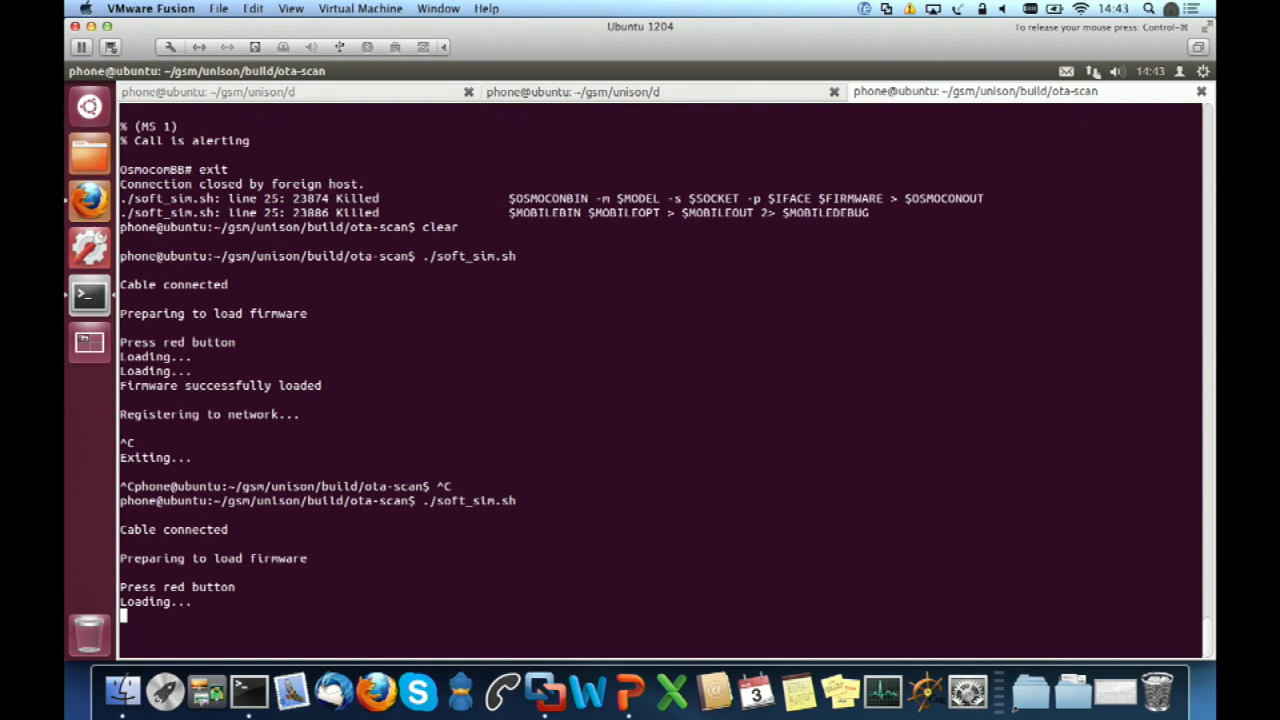 VMware Fusion File Edit View Virtual Machine Window Help 14:43
Ubuntu 1204
To release your mouse press: Control-⌘
phone@ubuntu: ~/gsm/unison/build/ota-scan 14:43
phone@ubuntu: ~/gsm/unison/d
phone@ubuntu: ~/gsm/unison/d
phone@ubuntu: ~/gsm/unison/build/ota-scan
% (MS 1)
% Call is alerting
OsmocomBB# exit
Connection closed by foreign host.
./soft_sim.sh: line 25: 23874 Killed $OSMOCONBIN -m $MODEL -s $SOCKET -p $IFACE $FIRMWARE > $OSMOCONOUT
./soft_sim.sh: line 25: 23886 Killed $MOBILEBIN $MOBILEOPT > $MOBILEOUT 2> $MOBILEDEBUG
phone@ubuntu:~/gsm/unison/build/ota-scan$ clear
phone@ubuntu:~/gsm/unison/build/ota-scan$ ./soft_sim.sh
Cable connected
Preparing to load firmware
Press red button
Loading...
Loading...
Firmware successfully loaded
Registering to network...
^C
Exiting...
^Cphone@ubuntu:~/gsm/unison/build/ota-scan$ ^C
phone@ubuntu:~/gsm/unison/build/ota-scan$ ./soft_sim.sh
Cable connected
Preparing to load firmware
Press red button
Loading...
3